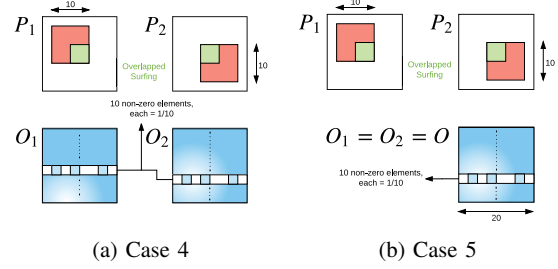 10
P1
P2
Overlapped
Surfing
10
10 non-zero elements,
each = 1/10
O1
O2
(a) Case 4
10
P1
P2
Overlapped
Surfing
10
O1 = O2 = O
10 non-zero elements,
each = 1/10
20
(b) Case 5